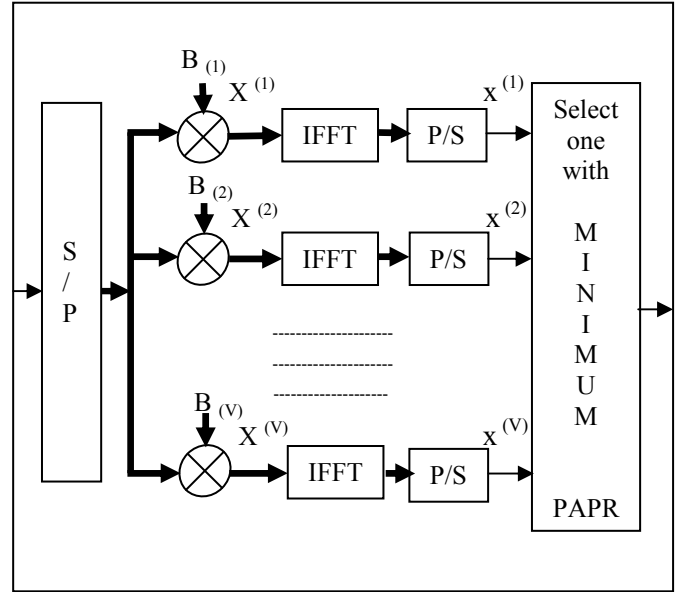 B (1)
X (1)
IFFT
P/S
x (1)
B (2)
X (2)
IFFT
P/S
x (2)
B (V)
X (V)
IFFT
P/S
x (V)
S
/
P
Select
one
with
M
I
N
I
M
U
M
PAPR